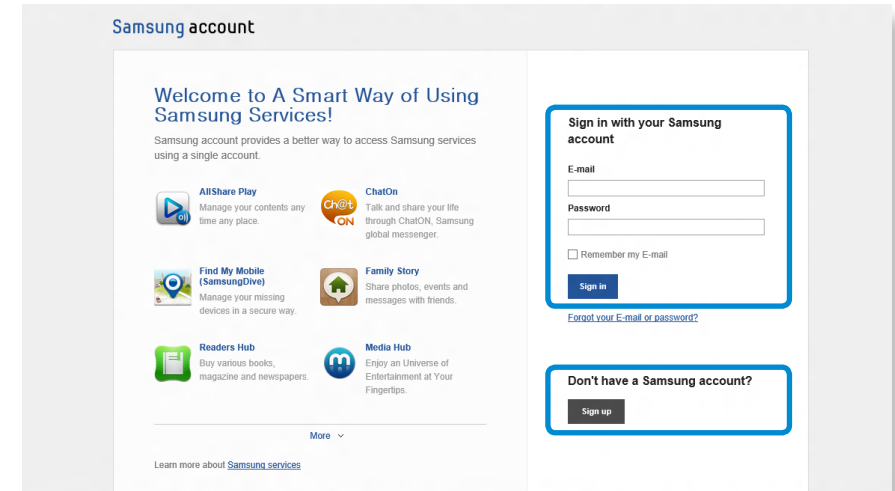 Samsung account
Welcome to A Smart Way of Using
Samsung Services!
Samsung account provides a better way to access Samsung services
using a single account.
AllShare Play
Manage your contents any
time any place.
ChatOn
Talk and share your life
through ChatON, Samsung
global messenger.
Ch@t
ON
Find My Mobile
(SamsungDive)
Manage your missing
devices in a secure way.
Family Story
Share photos, events and
messages with friends.
Readers Hub
Buy various books,
magazine and newspapers.
Media Hub
Enjoy an Universe of
Entertainment at Your
Fingertips.
m
More
Learn more about Samsung services
Sign in with your Samsung
account
E-mail
Password
Remember my E-mail
Sign in
Forgot your E-mail or password?
Don't have a Samsung account?
Sign up